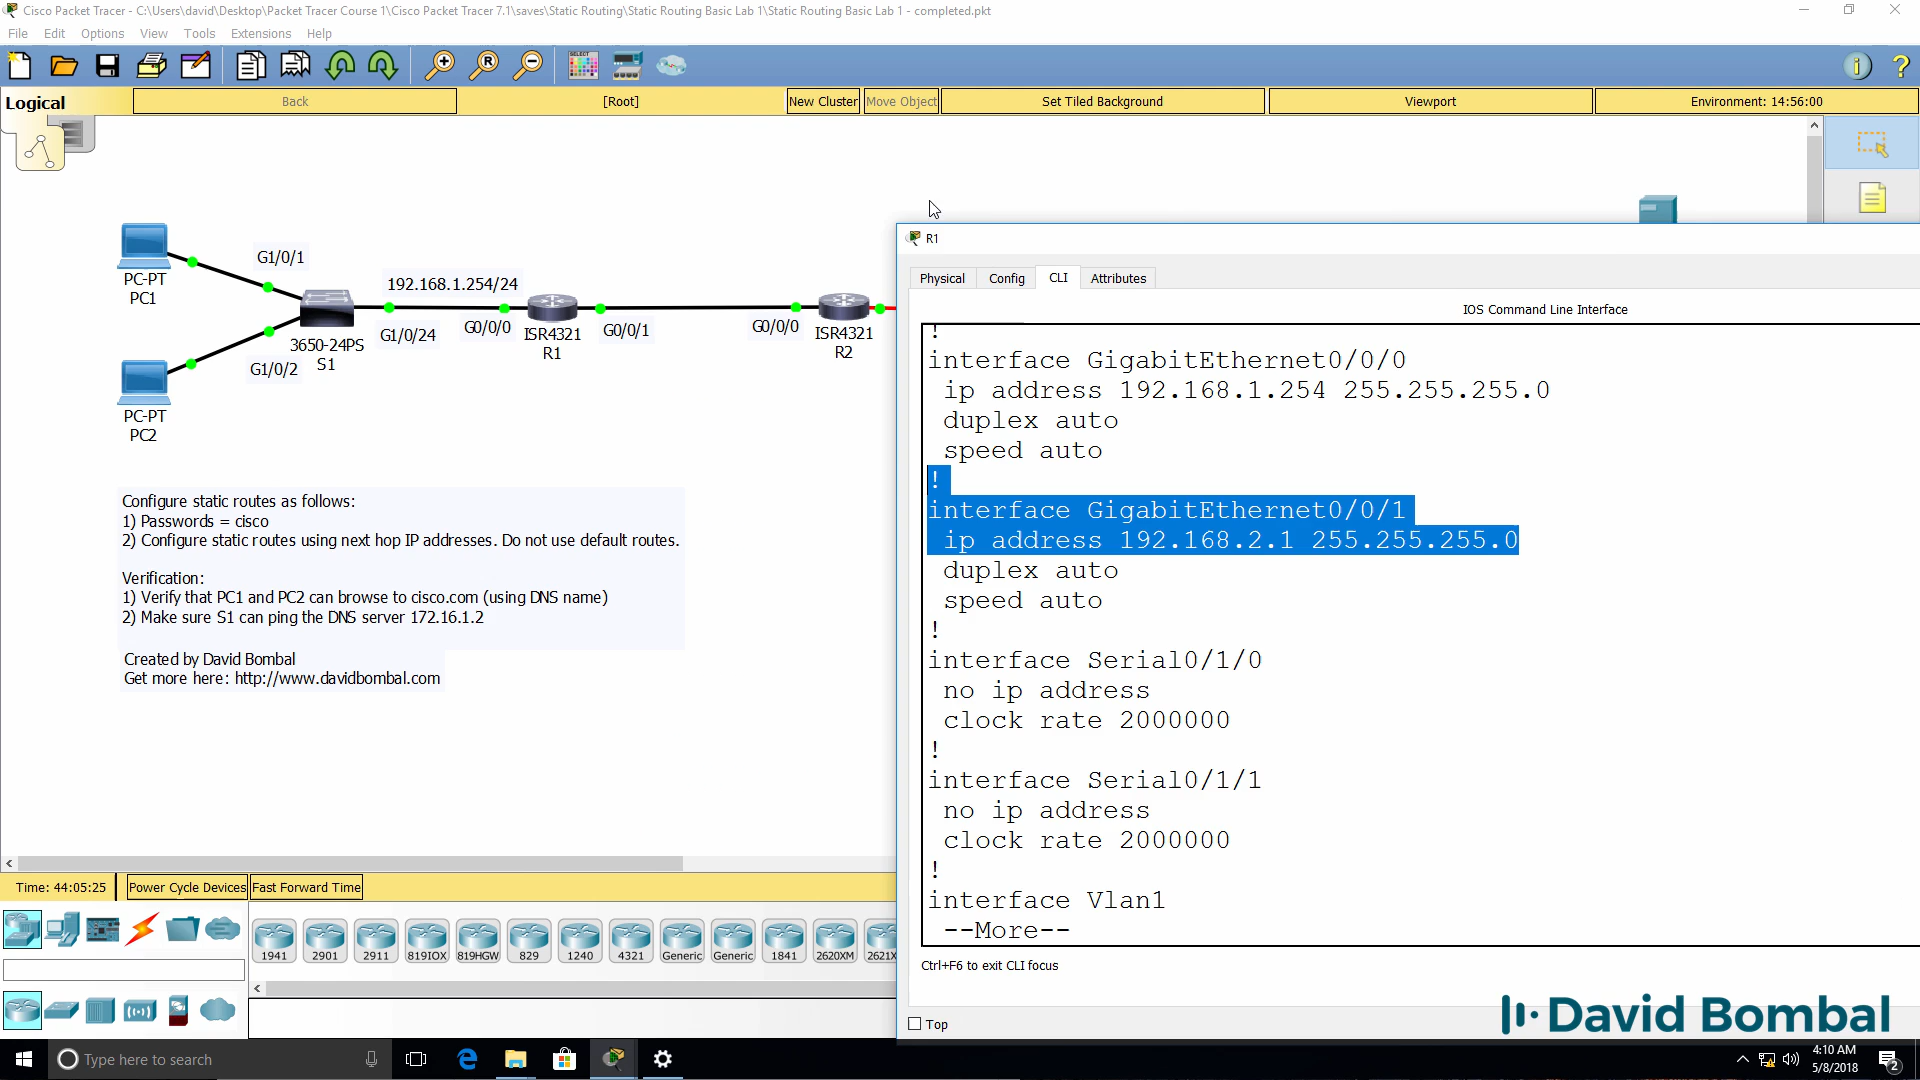 Cisco Packet Tracer - C:\Users\david\Desktop\Packet Tracer Course 1\Cisco Packet Tracer 7.1\saves\Static Routing\Static Routing Basic Lab 1\Static Routing Basic Lab 1 - completed.pkt
File Edit Options View Tools Extensions Help
Logical
Back
[Root]
New Cluster
Move Object
Set Tiled Background
Viewport
Environment: 14:56:00
PC-PT
PC1
G1/0/1
192.168.1.254/24
G1/0/24
G0/0/0
ISR4321
R1
G0/0/1
G0/0/0
ISR4321
R2
3650-24PS
S1
G1/0/2
PC-PT
PC2
Configure static routes as follows:
1) Passwords = cisco
2) Configure static routes using next hop IP addresses. Do not use default routes.
Verification:
1) Verify that PC1 and PC2 can browse to cisco.com (using DNS name)
2) Make sure S1 can ping the DNS server 172.16.1.2
Created by David Bombal
Get more here: http://www.davidbombal.com
R1
Physical Config CLI Attributes
IOS Command Line Interface
!
interface GigabitEthernet0/0/0
ip address 192.168.1.254 255.255.255.0
duplex auto
speed auto
!
interface GigabitEthernet0/0/1
ip address 192.168.2.1 255.255.255.0
duplex auto
speed auto
!
interface Serial0/1/0
no ip address
clock rate 2000000
!
interface Serial0/1/1
no ip address
clock rate 2000000
!
interface Vlan1
--More--
Ctrl+F6 to exit CLI focus
Top
David Bombal
Time: 44:05:25
Power Cycle Devices
Fast Forward Time
1941 2901 2911 819IOX 819HGW 829 1240 4321 Generic Generic 1841 2620XM 2621X
Type here to search
4:10 AM
5/8/2018
2